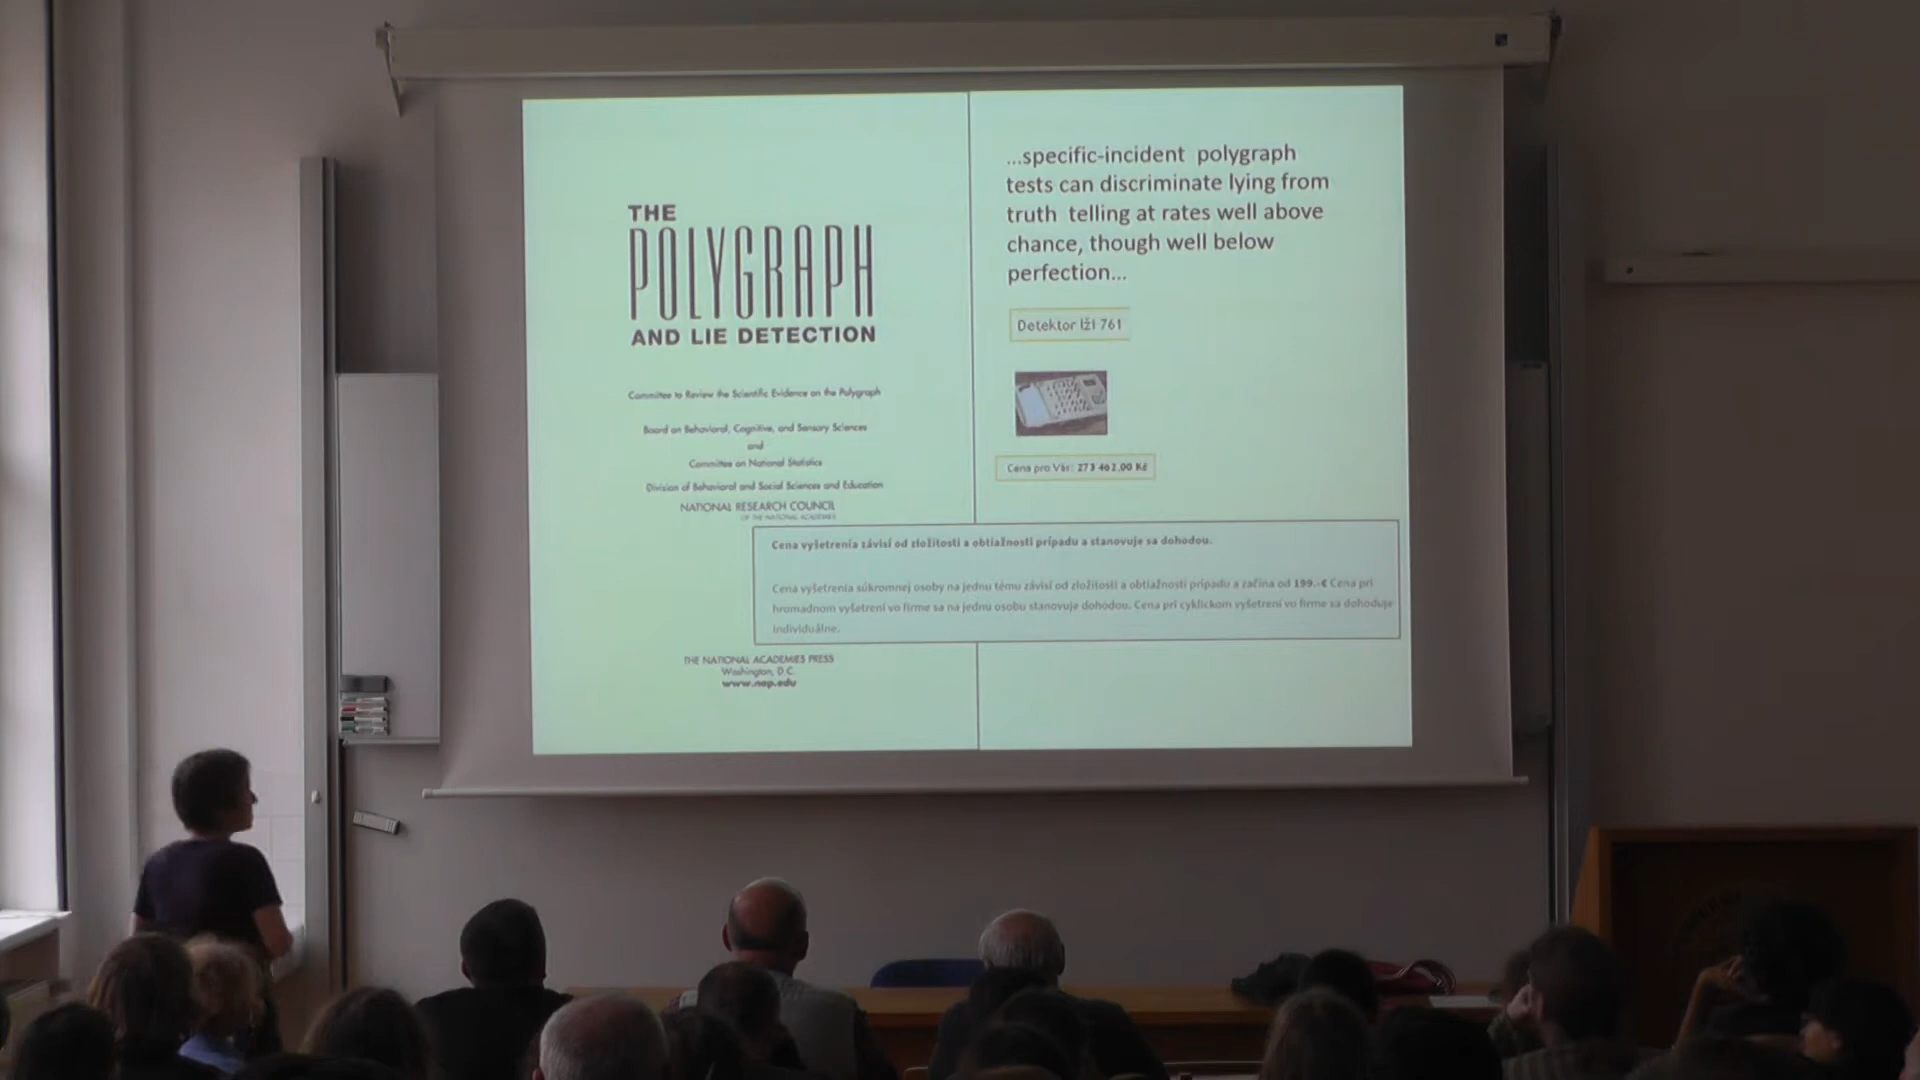 THE
POLYGRAPH
AND LIE DETECTION
Committee to Review the Scientific Evidence on the Polygraph
Board on Behavioral, Cognitive, and Sensory Sciences
and
Committee on National Statistics
Division of Behavioral and Social Sciences and Education
NATIONAL RESEARCH COUNCIL
OF THE NATIONAL ACADEMIES
THE NATIONAL ACADEMIES PRESS
Washington, D.C.
www.nap.edu
...specific-incident polygraph
tests can discriminate lying from
truth telling at rates well above
chance, though well below
perfection...
Detektor lží 761
Cena pro Vás: 273 462,00 Kč
Cena vyšetrenia závisí od zložitosti a obtiažnosti prípadu a stanovuje sa dohodou.
Cena vyšetrenia súkromnej osoby na jednu tému závisí od zložitosti a obtiažnosti prípadu a začína od 199.-€ Cena pri
hromadnom vyšetrení vo firme sa na jednu osobu stanovuje dohodou. Cena pri cyklickom vyšetrení vo firme sa dohoduje
individuálne.